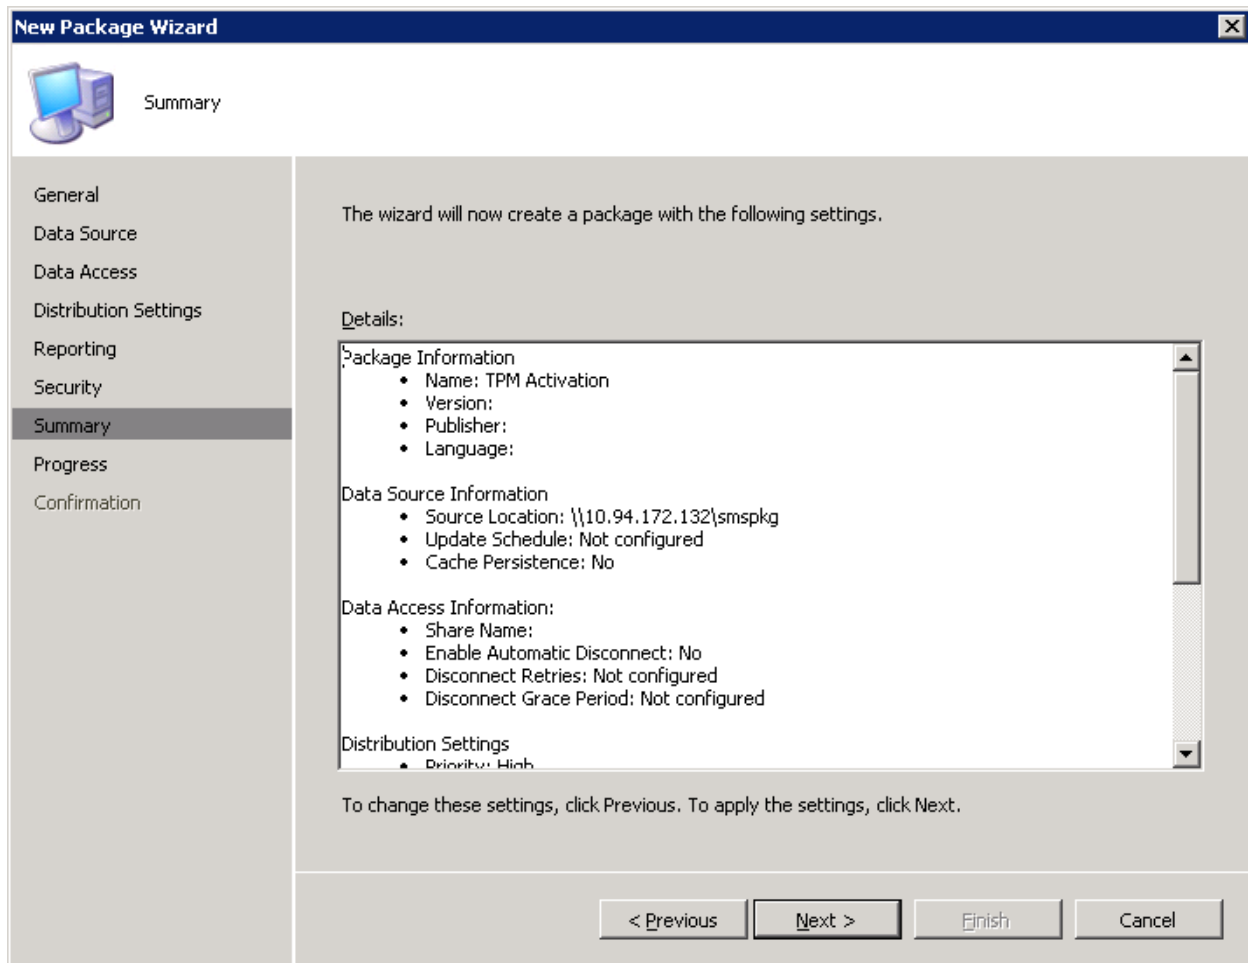 New Package Wizard
Summary
General
Data Source
Data Access
Distribution Settings
Reporting
Security
Summary
Progress
Confirmation
The wizard will now create a package with the following settings.
Details:
Package Information
• Name: TPM Activation
• Version:
• Publisher:
• Language:
Data Source Information
• Source Location: \\10.94.172.132\smspkg
• Update Schedule: Not configured
• Cache Persistence: No
Data Access Information:
• Share Name:
• Enable Automatic Disconnect: No
• Disconnect Retries: Not configured
• Disconnect Grace Period: Not configured
Distribution Settings
• Priority: High
To change these settings, click Previous. To apply the settings, click Next.
< Previous Next > Finish Cancel